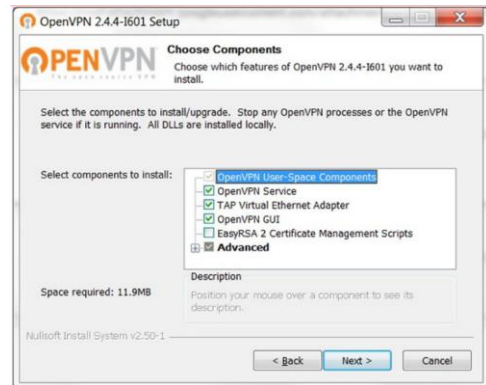 OpenVPN 2.4.4-I601 Setup
OPENVPN
The open source VPN
Choose Components
Choose which features of OpenVPN 2.4.4-I601 you want to
install.
Select the components to install/upgrade. Stop any OpenVPN processes or the OpenVPN
service if it is running. All DLLs are installed locally.
Select components to install:
OpenVPN User-Space Components
OpenVPN Service
TAP Virtual Ethernet Adapter
OpenVPN GUI
EasyRSA 2 Certificate Management Scripts
Advanced
Space required: 11.9MB
Description
Position your mouse over a component to see its
description.
Nullsoft Install System v2.50-1
< Back
Next >
Cancel